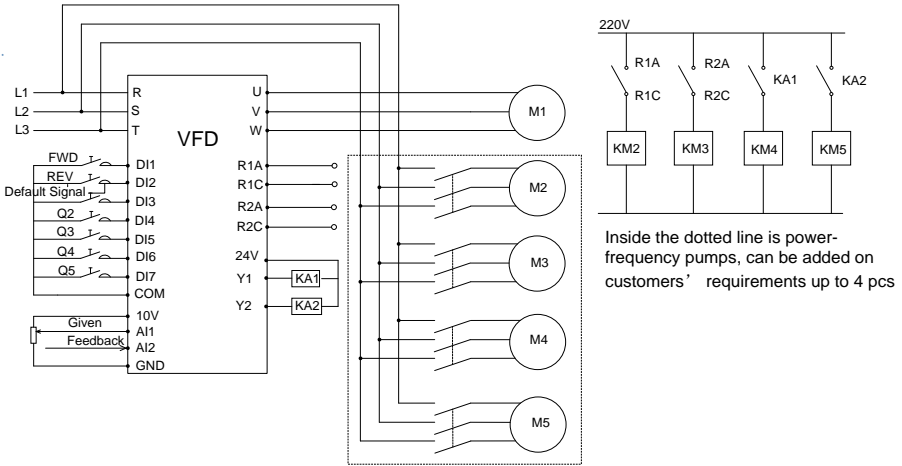 L1
L2
L3
R
S
T
VFD
U
V
W
M1
FWD
REV
Default Signal
Q2
Q3
Q4
Q5
DI1
DI2
DI3
DI4
DI5
DI6
DI7
COM
10V
AI1
AI2
GND
Given
Feedback
R1A
R1C
R2A
R2C
24V
Y1
Y2
KA1
KA2
M2
M3
M4
M5
220V
R1A
R1C
R2A
R2C
KA1
KA2
KM2
KM3
KM4
KM5
Inside the dotted line is power-
frequency pumps, can be added on
customers’ requirements up to 4 pcs